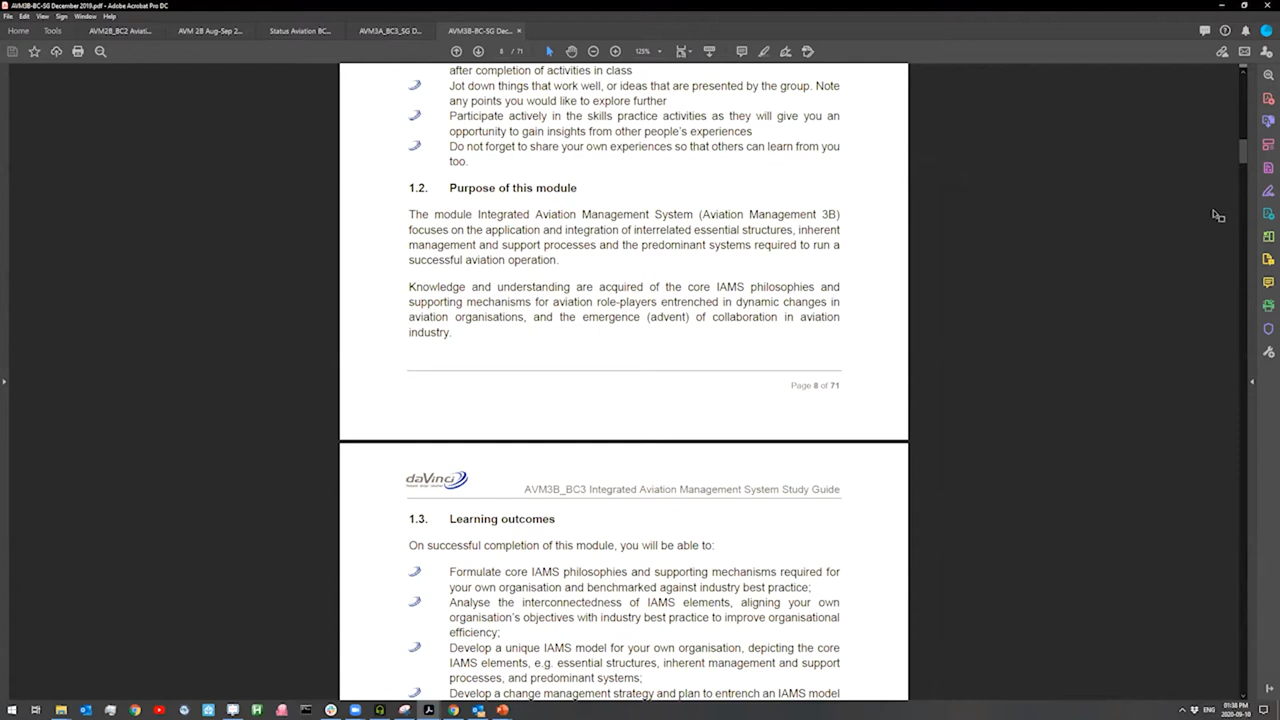 AVM3B-BC-SG December 2019.pdf - Adobe Acrobat Pro DC
File Edit View Sign Window Help
Home Tools AVM2B_BC2 Aviati... AVM 2B Aug-Sep 2... Status Aviation BC... AVM3A_BC3_SG D... AVM3B-BC-SG Dec... ×
8 / 71 125%
after completion of activities in class
Jot down things that work well, or ideas that are presented by the group. Note
any points you would like to explore further
Participate actively in the skills practice activities as they will give you an
opportunity to gain insights from other people's experiences
Do not forget to share your own experiences so that others can learn from you
too.
1.2. Purpose of this module
The module Integrated Aviation Management System (Aviation Management 3B)
focuses on the application and integration of interrelated essential structures, inherent
management and support processes and the predominant systems required to run a
successful aviation operation.
Knowledge and understanding are acquired of the core IAMS philosophies and
supporting mechanisms for aviation role-players entrenched in dynamic changes in
aviation organisations, and the emergence (advent) of collaboration in aviation
industry.
Page 8 of 71
daVinci
AVM3B_BC3 Integrated Aviation Management System Study Guide
1.3. Learning outcomes
On successful completion of this module, you will be able to:
Formulate core IAMS philosophies and supporting mechanisms required for
your own organisation and benchmarked against industry best practice;
Analyse the interconnectedness of IAMS elements, aligning your own
organisation's objectives with industry best practice to improve organisational
efficiency;
Develop a unique IAMS model for your own organisation, depicting the core
IAMS elements, e.g. essential structures, inherent management and support
processes, and predominant systems;
Develop a change management strategy and plan to entrench an IAMS model
ENG
01:38 PM
2020-09-10